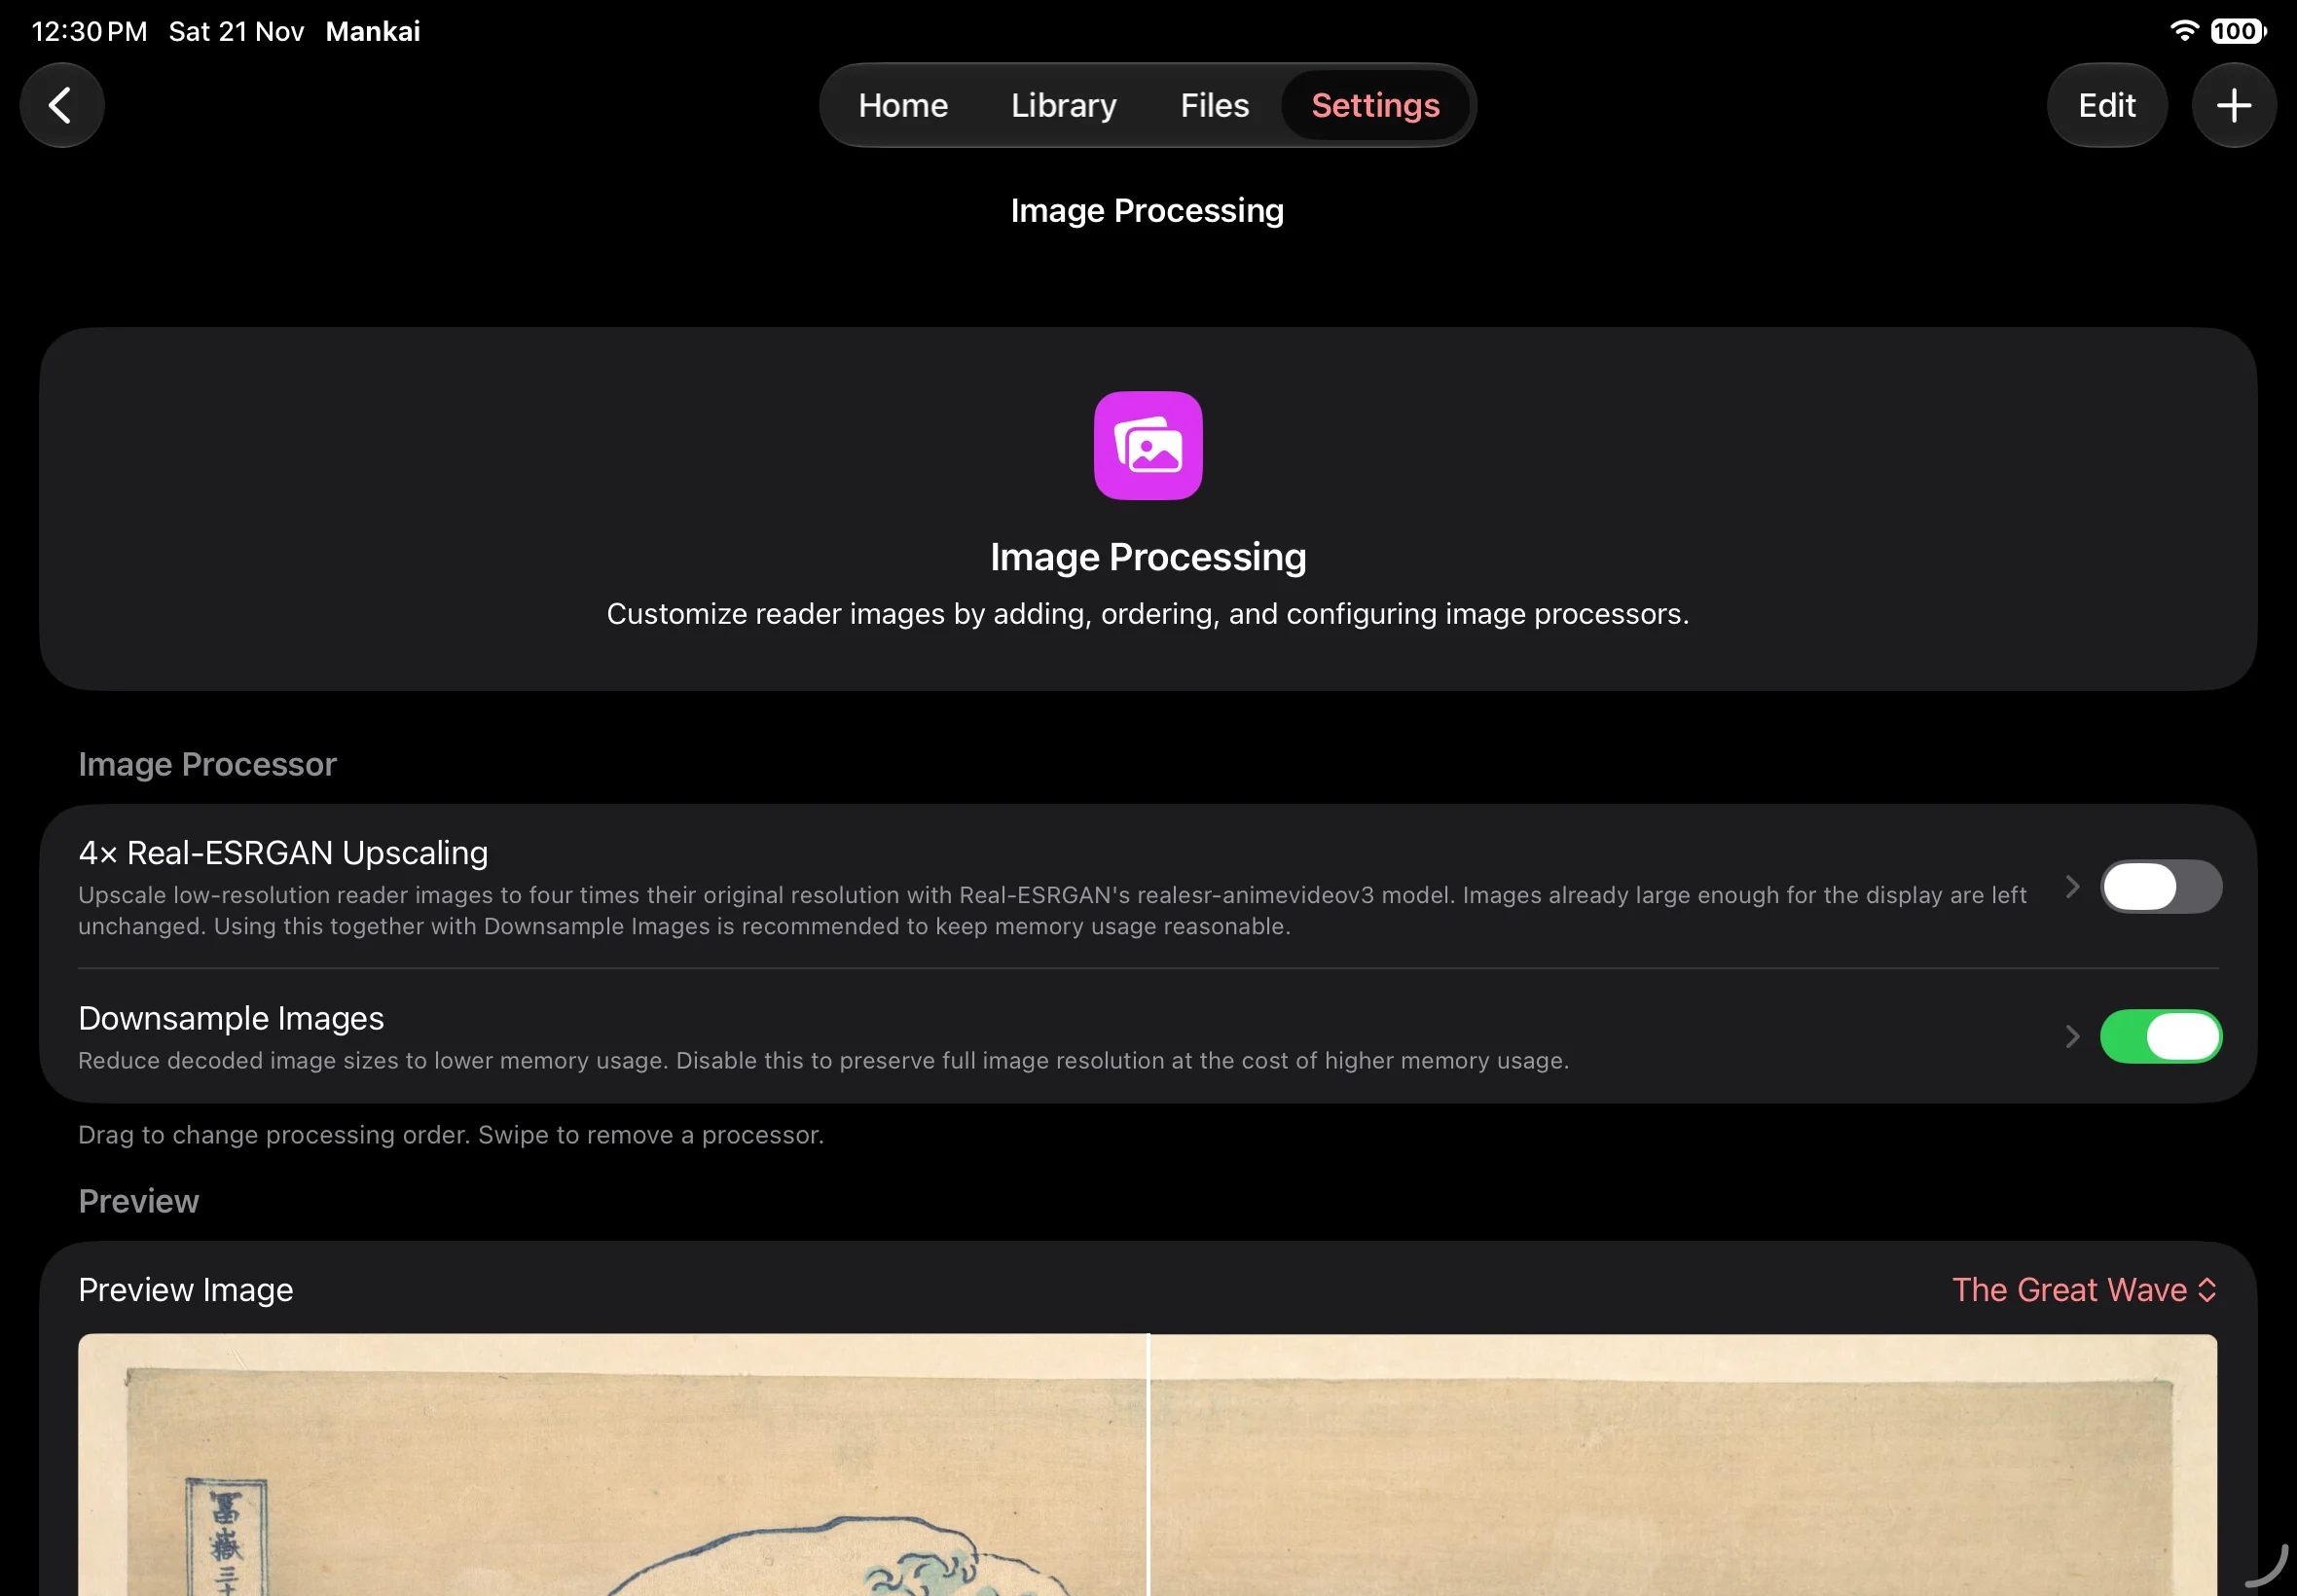 12:30 PM Sat 21 Nov Mankai
100
Home Library Files Settings
Edit
Image Processing
Image Processing
Customize reader images by adding, ordering, and configuring image processors.
Image Processor
4× Real-ESRGAN Upscaling
Upscale low-resolution reader images to four times their original resolution with Real-ESRGAN's realesr-animevideov3 model. Images already large enough for the display are left
unchanged. Using this together with Downsample Images is recommended to keep memory usage reasonable.
Downsample Images
Reduce decoded image sizes to lower memory usage. Disable this to preserve full image resolution at the cost of higher memory usage.
Drag to change processing order. Swipe to remove a processor.
Preview
Preview Image
The Great Wave
冨嶽三十